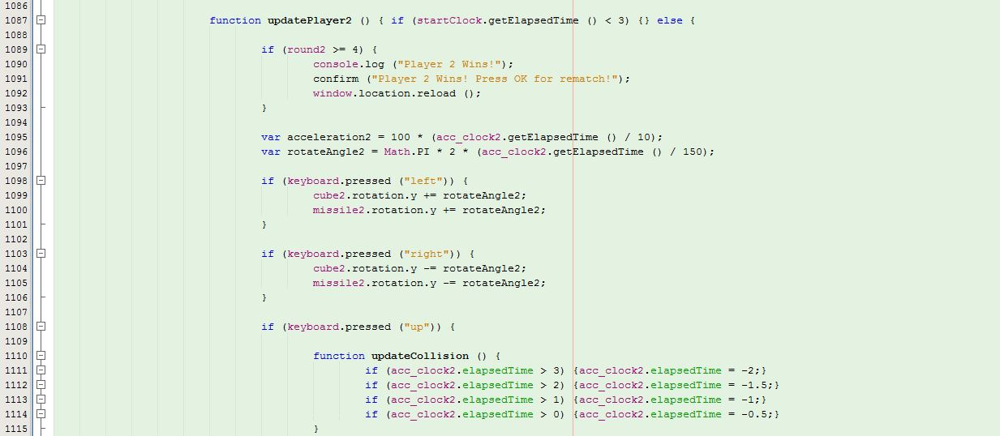 1086
1087 function updatePlayer2 () { if (startClock.getElapsedTime () < 3) {} else {
1088
1089 if (round2 >= 4) {
1090 console.log ("Player 2 Wins!");
1091 confirm ("Player 2 Wins! Press OK for rematch!");
1092 window.location.reload ();
1093 }
1094
1095 var acceleration2 = 100 * (acc_clock2.getElapsedTime () / 10);
1096 var rotateAngle2 = Math.PI * 2 * (acc_clock2.getElapsedTime () / 150);
1097
1098 if (keyboard.pressed ("left")) {
1099 cube2.rotation.y += rotateAngle2;
1100 missile2.rotation.y += rotateAngle2;
1101 }
1102
1103 if (keyboard.pressed ("right")) {
1104 cube2.rotation.y -= rotateAngle2;
1105 missile2.rotation.y -= rotateAngle2;
1106 }
1107
1108 if (keyboard.pressed ("up")) {
1109
1110 function updateCollision () {
1111 if (acc_clock2.elapsedTime > 3) {acc_clock2.elapsedTime = -2;}
1112 if (acc_clock2.elapsedTime > 2) {acc_clock2.elapsedTime = -1.5;}
1113 if (acc_clock2.elapsedTime > 1) {acc_clock2.elapsedTime = -1;}
1114 if (acc_clock2.elapsedTime > 0) {acc_clock2.elapsedTime = -0.5;}
1115 }